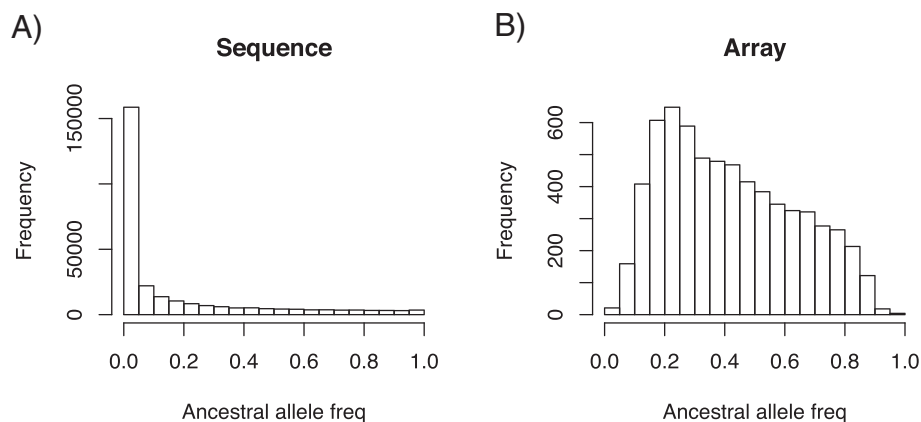 A)
Sequence
Frequency
0 50000 150000
0.0 0.2 0.4 0.6 0.8 1.0
Ancestral allele freq
B)
Array
Frequency
0 200 400 600
0.0 0.2 0.4 0.6 0.8 1.0
Ancestral allele freq